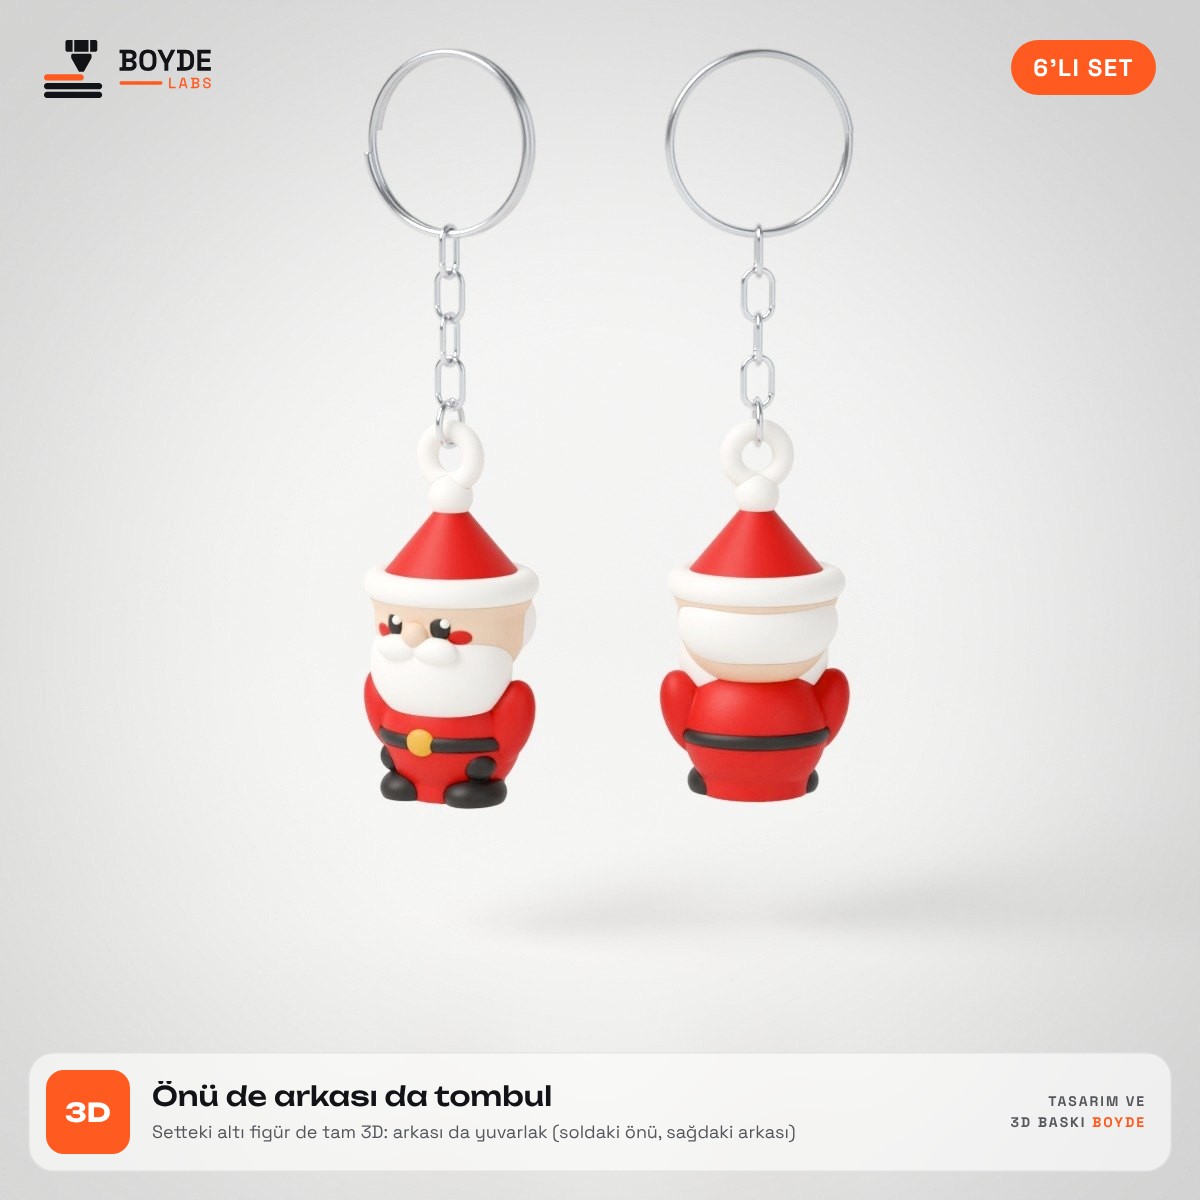 BOYDE
LABS
6'LI SET
3D
Önü de arkası da tombul
Setteki altı figür de tam 3D: arkası da yuvarlak (soldaki önü, sağdaki arkası)
TASARIM VE
3D BASKI BOYDE